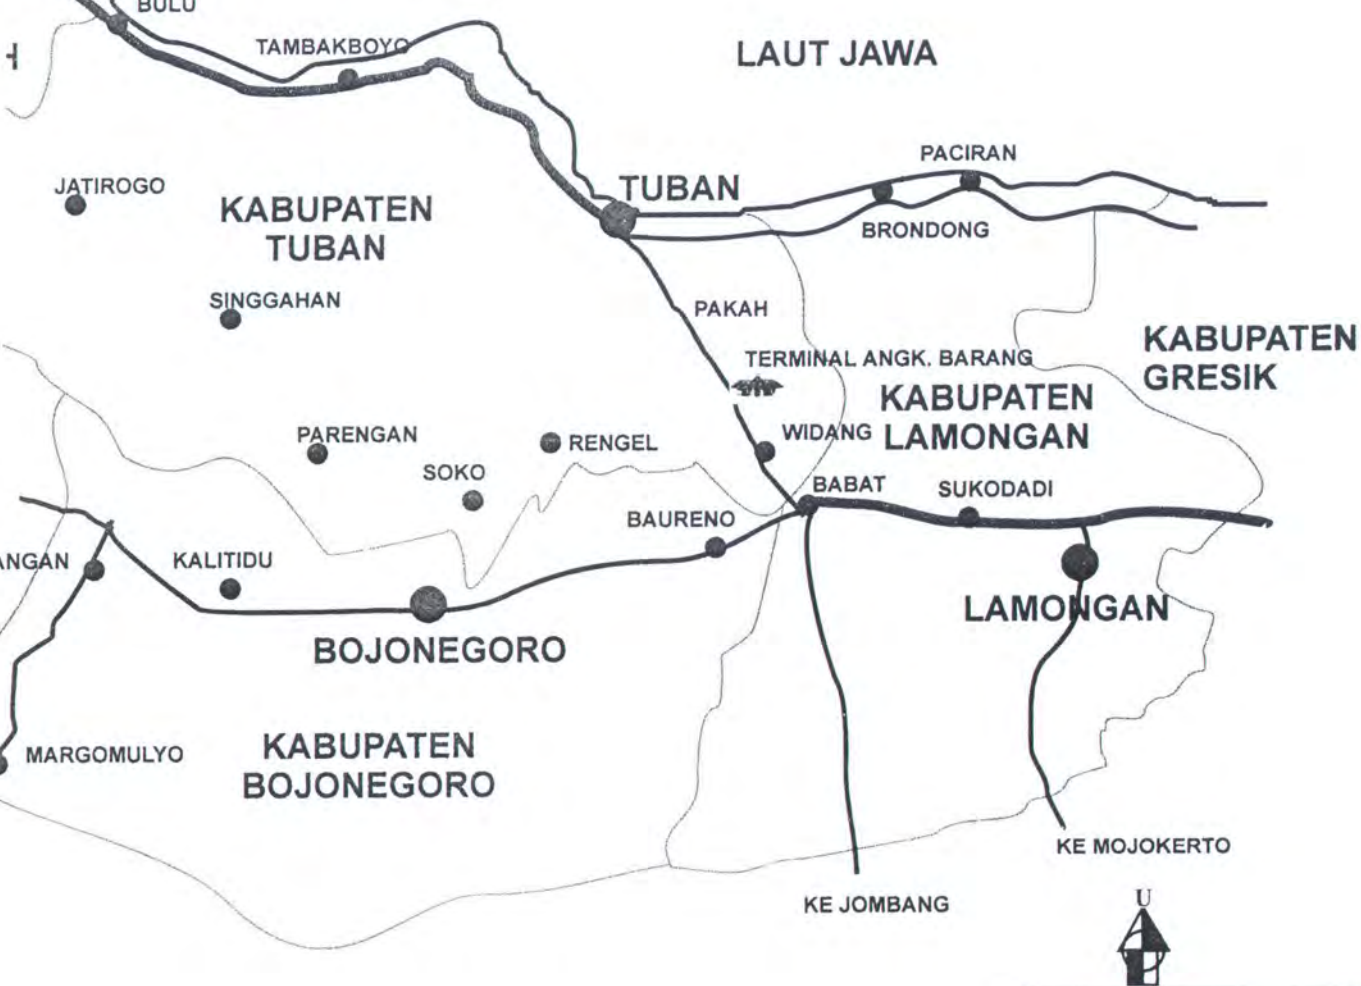 BULU
TAMBAKBOYO
LAUT JAWA
H
PACIRAN
JATIROGO
TUBAN
KABUPATEN
TUBAN
BRONDONG
SINGGAHAN
PAKAH
KABUPATEN
GRESIK
TERMINAL ANGK. BARANG
KABUPATEN
LAMONGAN
PARENGAN
RENGEL
WIDANG
SOKO
BABAT
SUKODADI
BAURENO
ANGAN
KALITIDU
LAMONGAN
BOJONEGORO
MARGOMULYO
KABUPATEN
BOJONEGORO
KE MOJOKERTO
KE JOMBANG
U